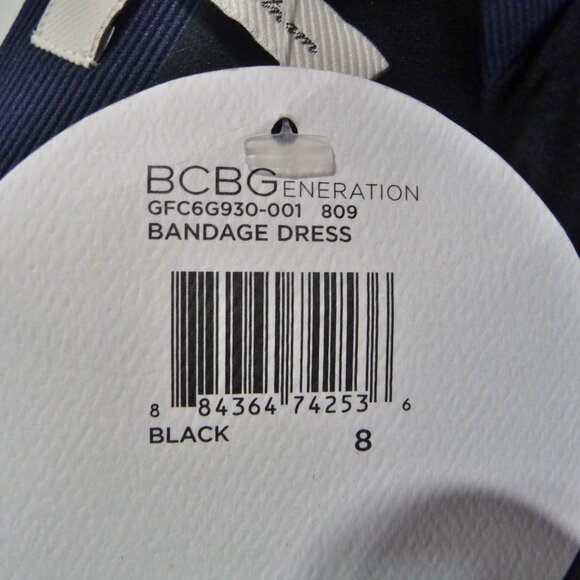 BCBGENERATION
GFC6G930-001 809
BANDAGE DRESS
8 84364 74253 6
BLACK 8